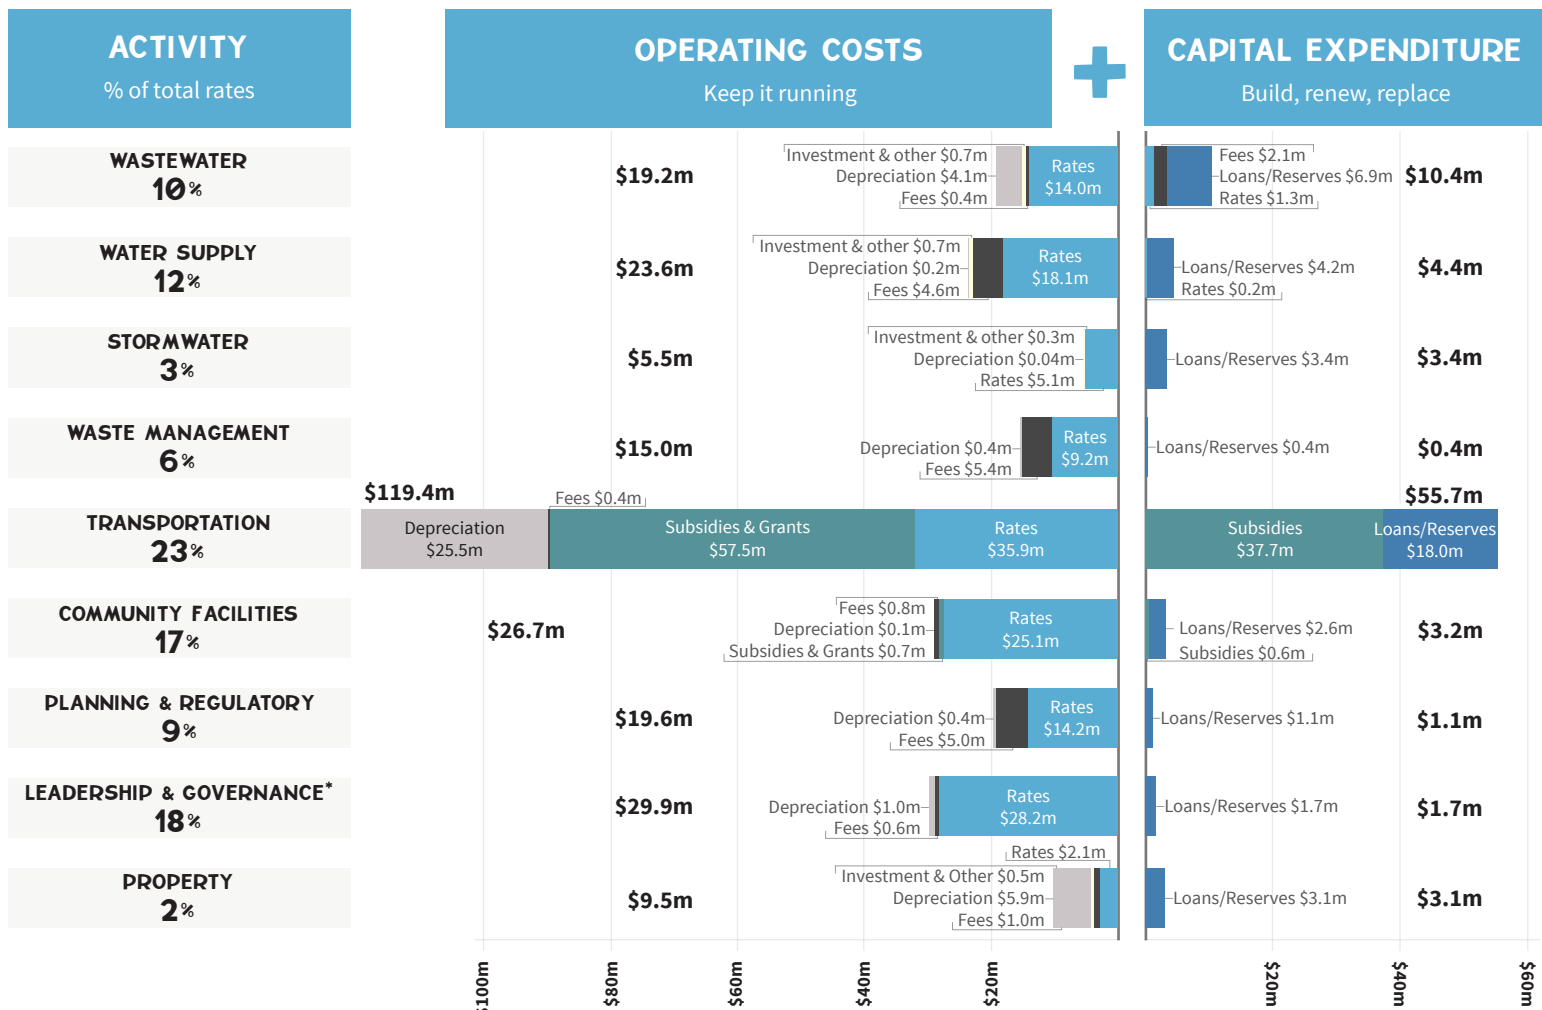 ACTIVITY
% of total rates
OPERATING COSTS
Keep it running
CAPITAL EXPENDITURE
Build, renew, replace
WASTEWATER
10%
$19.2m
Investment & other $0.7m
Depreciation $4.1m
Fees $0.4m
Rates
$14.0m
Fees $2.1m
Loans/Reserves $6.9m
Rates $1.3m
$10.4m
WATER SUPPLY
12%
$23.6m
Investment & other $0.7m
Depreciation $0.2m
Fees $4.6m
Rates
$18.1m
Loans/Reserves $4.2m
Rates $0.2m
$4.4m
STORMWATER
3%
$5.5m
Investment & other $0.3m
Depreciation $0.04m
Rates $5.1m
Loans/Reserves $3.4m
$3.4m
WASTE MANAGEMENT
6%
$15.0m
Depreciation $0.4m
Fees $5.4m
Rates
$9.2m
Loans/Reserves $0.4m
$0.4m
TRANSPORTATION
23%
$119.4m
Fees $0.4m
Depreciation
$25.5m
Subsidies & Grants
$57.5m
Rates
$35.9m
Subsidies
$37.7m
Loans/Reserves
$18.0m
$55.7m
COMMUNITY FACILITIES
17%
$26.7m
Fees $0.8m
Depreciation $0.1m
Subsidies & Grants $0.7m
Rates
$25.1m
Loans/Reserves $2.6m
Subsidies $0.6m
$3.2m
PLANNING & REGULATORY
9%
$19.6m
Depreciation $0.4m
Fees $5.0m
Rates
$14.2m
Loans/Reserves $1.1m
$1.1m
LEADERSHIP & GOVERNANCE*
18%
$29.9m
Depreciation $1.0m
Fees $0.6m
Rates
$28.2m
Loans/Reserves $1.7m
$1.7m
PROPERTY
2%
$9.5m
Rates $2.1m
Investment & Other $0.5m
Depreciation $5.9m
Fees $1.0m
Loans/Reserves $3.1m
$3.1m
$100m
$80m
$60m
$40m
$20m
$20m
$40m
$60m